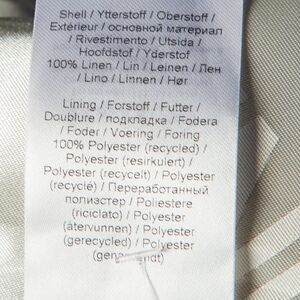 Shell / Ytterstoff / Oberstoff /
Extérieur / основной материал
/ Rivestimento / Utsida /
Hoofdstof / Yderstof
100% Linen / Lin / Leinen / Лен
/ Lino / Linnen / Hør
Lining / Forstoff / Futter /
Doublure / подкладка / Fodera
/ Foder / Voering / Foring
100% Polyester (recycled) /
Polyester (resirkulert) /
Polyester (recycelt) / Polyester
(recyclé) / Переработанный
полиэстер / Poliestere
(riciclato) / Polyester
(återvunnen) / Polyester
(gerecycled) / Polyester